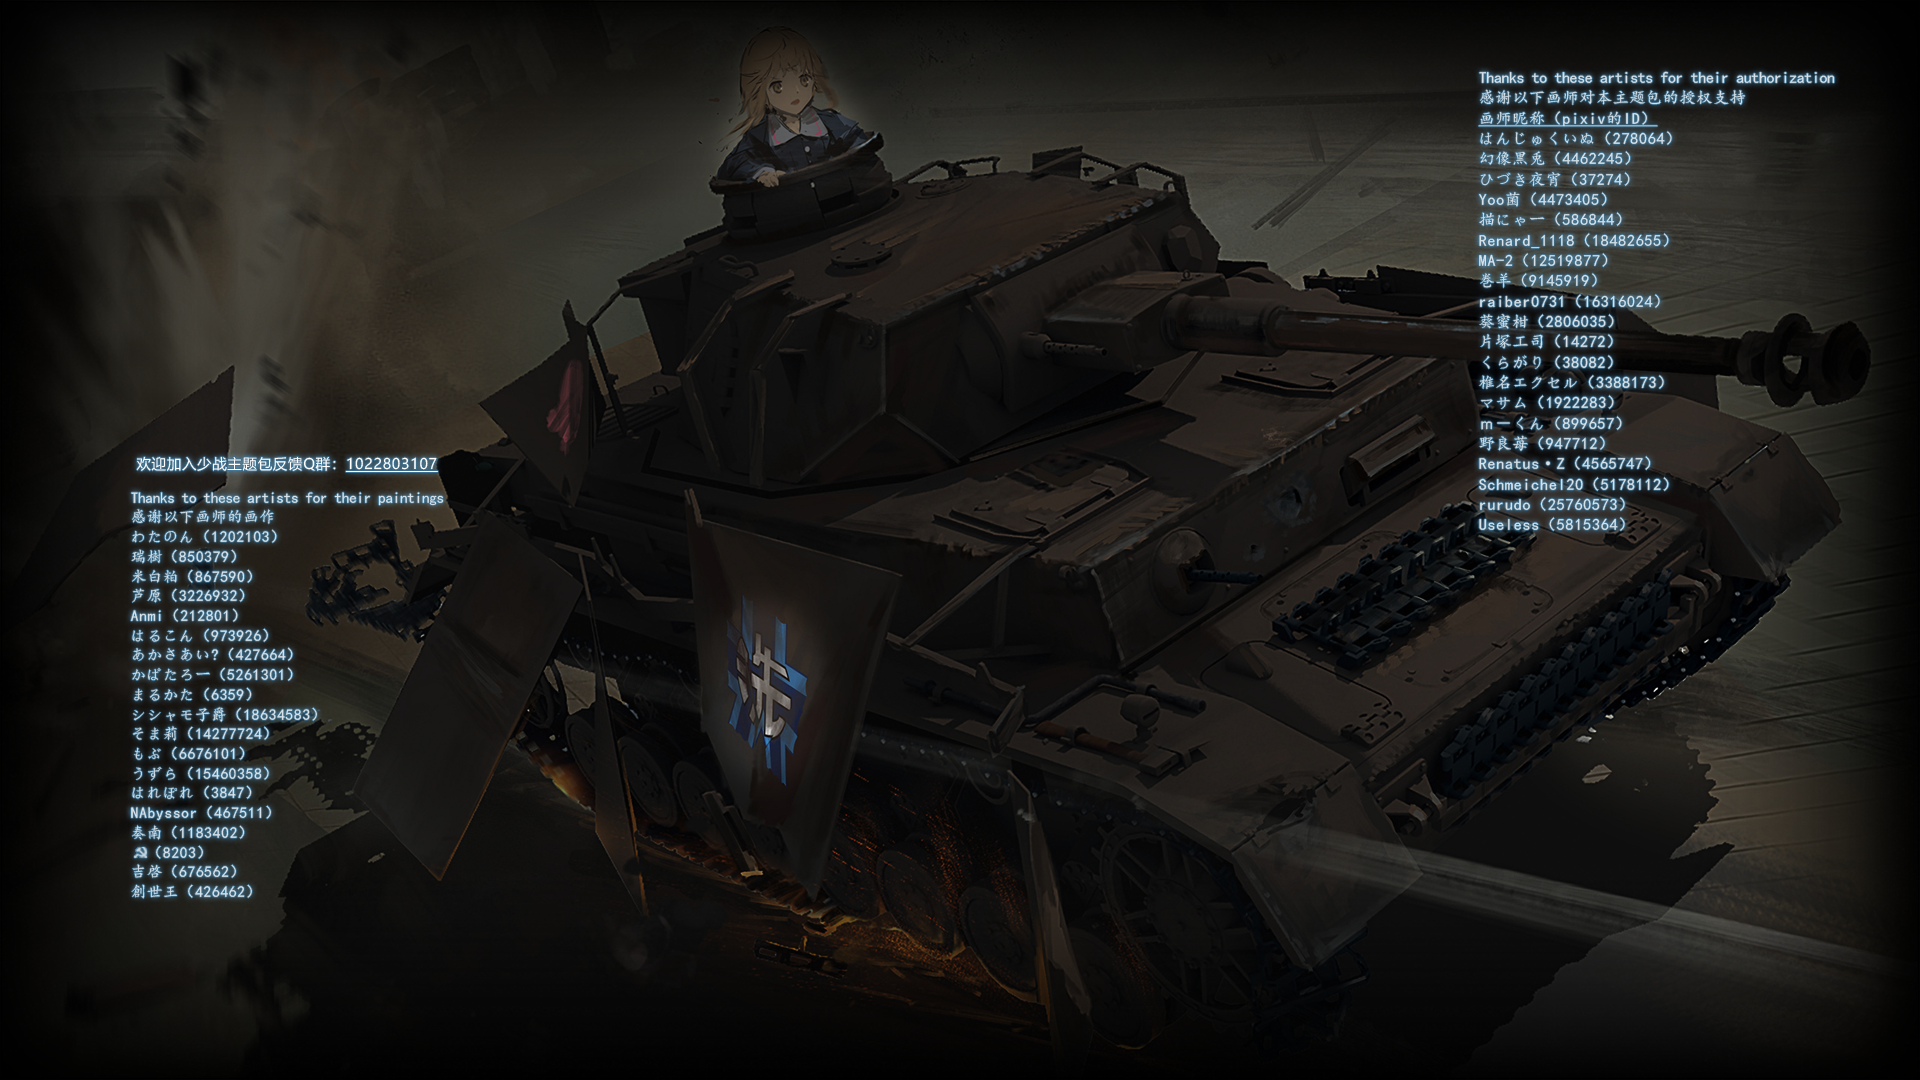 欢迎加入少战主题包反馈Q群：1022803107
Thanks to these artists for their paintings
感谢以下画师的画作
わたのん（1202103）
瑞樹（850379）
米白粕（867590）
芦原（3226932）
Anmi（212801）
はるこん（973926）
あかさあい?（427664）
かばたろー（5261301）
まるかた（6359）
シシャモ子爵（18634583）
そま莉（14277724）
もぶ（6676101）
うずら（15460358）
はれぽれ（3847）
NAbyssor（467511）
奏南（1183402）
☭（8203）
吉啓（676562）
創世王（426462）
Thanks to these artists for their authorization
感谢以下画师对本主题包的授权支持
画师昵称（pixiv的ID）
はんじゅくいぬ（278064）
幻像黑兎（4462245）
ひづき夜宵（37274）
Yoo菌（4473405）
描にゃー（586844）
Renard_1118（18482655）
MA-2（12519877）
巻羊（9145919）
raiber0731（16316024）
葵蜜柑（2806035）
片塚工司（14272）
くらがり（38082）
椎名エクセル（3388173）
マサム（1922283）
ｍーくん（899657）
野良莓（947712）
Renatus·Z（4565747）
Schmeichel20（5178112）
rurudo（25760573）
Useless（5815364）
洗